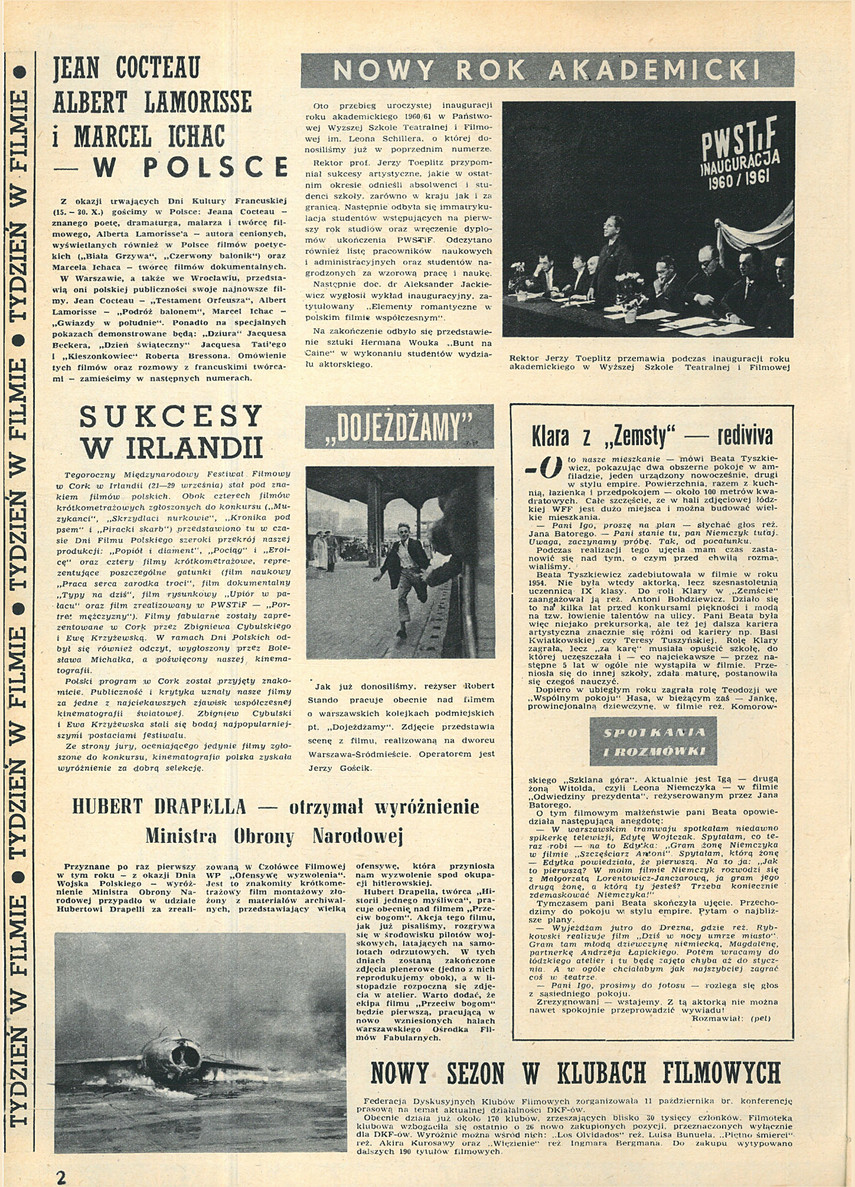 TYDZIEŃ W FILMIE ● TYDZIEŃ W FILMIE ● TYDZIEŃ W FILMIE ● TYDZIEŃ W FILMIE ●
JEAN COCTEAU
ALBERT LAMORISSE
i MARCEL ICHAC
— W POLSCE
Z okazji trwających Dni Kultury Francuskiej
(15. – 30. X.) gościmy w Polsce: Jeana Cocteau –
znanego poetę, dramaturga, malarza i twórcę fil-
mowego, Alberta Lamorisse'a – autora cenionych,
wyświetlanych również w Polsce filmów poetyc-
kich („Biała Grzywa“, „Czerwony balonik“) oraz
Marcela Ichaca – twórcę filmów dokumentalnych.
W Warszawie, a także we Wrocławiu, przedsta-
wią oni polskiej publiczności swoje najnowsze fil-
my. Jean Cocteau – „Testament Orfeusza“, Albert
Lamorisse – „Podróż balonem“, Marcel Ichac –
„Gwiazdy w południe“. Ponadto na specjalnych
pokazach demonstrowane będą: „Dziura“ Jacquesa
Beckera, „Dzień świąteczny“ Jacquesa Tati'ego
i „Kieszonkowiec“ Roberta Bressona. Omówienie
tych filmów oraz rozmowy z francuskimi twórca-
mi – zamieścimy w następnych numerach.
NOWY ROK AKADEMICKI
Oto przebieg uroczystej inauguracji
roku akademickiego 1960/61 w Państwo-
wej Wyższej Szkole Teatralnej i Filmo-
wej im. Leona Schillera, o której do-
nosiliśmy już w poprzednim numerze.
Rektor prof. Jerzy Toeplitz przypom-
niał sukcesy artystyczne, jakie w ostat-
nim okresie odnieśli absolwenci i stu-
denci szkoły, zarówno w kraju jak i za
granicą. Następnie odbyła się immatryku-
lacja studentów wstępujących na pierw-
szy rok studiów oraz wręczenie dyplo-
mów ukończenia PWSTiF. Odczytano
również listę pracowników naukowych
i administracyjnych oraz studentów na-
grodzonych za wzorową pracę i naukę.
Następnie doc. dr Aleksander Jackie-
wicz wygłosił wykład inauguracyjny, za-
tytułowany „Elementy romantyczne w
polskim filmie współczesnym“.
Na zakończenie odbyło się przedstawie-
nie sztuki Hermana Wouka „Bunt na
Caine“ w wykonaniu studentów wydzia-
łu aktorskiego.
PWSTiF
INAUGURACJA
1960/1961
Rektor Jerzy Toeplitz przemawia podczas inauguracji roku
akademickiego w Wyższej Szkole Teatralnej i Filmowej
SUKCESY
W IRLANDII
Tegoroczny Międzynarodowy Festiwal Filmowy
w Cork w Irlandii (21–29 września) stał pod zna-
kiem filmów polskich. Obok czterech filmów
krótkometrażowych zgłoszonych do konkursu („Mu-
zykanci“, „Skrzydlaci nurkowie“, „Kronika pod
psem“ i „Piracki skarb“) przedstawiono tu w cza-
sie Dni Filmu Polskiego szeroki przekrój naszej
produkcji: „Popiół i diament“, „Pociąg“ i „Eroi-
cę“ oraz cztery filmy krótkometrażowe, repre-
zentujące poszczególne gatunki (film naukowy
„Praca serca zarodka troci“, film dokumentalny
„Typy na dziś“, film rysunkowy „Upiór w pa-
łacu“ oraz film zrealizowany w PWSTiF – „Por-
tret mężczyzny“). Filmy fabularne zostały zapre-
zentowane w Cork przez Zbigniewa Cybulskiego
i Ewę Krzyżewską. W ramach Dni Polskich od-
był się również odczyt, wygłoszony przez Bole-
sława Michałka, a poświęcony naszej kinema-
tografii.
Polski program w Cork został przyjęty znako-
micie. Publiczność i krytyka uznały nasze filmy
za jedne z najciekawszych zjawisk współczesnej
kinematografii światowej. Zbigniew Cybulski
i Ewa Krzyżewska stali się bodaj najpopularniej-
szymi postaciami festiwalu.
Ze strony jury, oceniającego jedynie filmy zgło-
szone do konkursu, kinematografia polska zyskała
wyróżnienie za dobrą selekcję.
„DOJEŻDŻAMY”
Jak już donosiliśmy, reżyser Robert
Stando pracuje obecnie nad filmem
o warszawskich kolejkach podmiejskich
pt. „Dojeżdżamy“. Zdjęcie przedstawia
scenę z filmu, realizowaną na dworcu
Warszawa-Śródmieście. Operatorem jest
Jerzy Gościk.
Klara z „Zemsty“ — rediviva
-O to nasze mieszkanie – mówi Beata Tyszkie-
wicz, pokazując dwa obszerne pokoje w am-
filadzie, jeden urządzony nowocześnie, drugi
w stylu empire. Powierzchnia, razem z kuch-
nią, łazienką i przedpokojem – około 100 metrów kwa-
dratowych. Całe szczęście, że w hali zdjęciowej łódz-
kiej WFF jest dużo miejsca i można budować wiel-
kie mieszkania.
— Pani Igo, proszę na plan – słychać głos reż.
Jana Batorego. – Pani stanie tu, pan Niemczyk tutaj.
Uwaga, zaczynamy próbę. Tak, od pocałunku.
Podczas realizacji tego ujęcia mam czas zasta-
nowić się nad tym, o czym przed chwilą rozma-
wialiśmy.
Beata Tyszkiewicz zadebiutowała w filmie w roku
1954. Nie była wtedy aktorką, lecz szesnastoletnią
uczennicą IX klasy. Do roli Klary w „Zemście“
zaangażował ją reż. Antoni Bohdziewicz. Działo się
to na kilka lat przed konkursami piękności i modą
na tzw. łowienie talentów na ulicy. Pani Beata była
więc niejako prekursorką, ale też jej dalsza kariera
artystyczna znacznie się różni od kariery np. Basi
Kwiatkowskiej czy Teresy Tuszyńskiej. Rolę Klary
zagrała, lecz „za karę“ musiała opuścić szkołę, do
której uczęszczała i – co najciekawsze – przez na-
stępne 5 lat w ogóle nie wystąpiła w filmie. Prze-
niosła się do innej szkoły, zdała maturę, postanowiła
się czegoś nauczyć.
Dopiero w ubiegłym roku zagrała rolę Teodozji we
„Wspólnym pokoju“ Hasa, w bieżącym zaś – Jankę,
prowincjonalną dziewczynę, w filmie reż. Komorow-
SPOTKANIA
I ROZMÓWKI
skiego „Szklana góra“. Aktualnie jest Igą – drugą
żoną Witolda, czyli Leona Niemczyka – w filmie
„Odwiedziny prezydenta“, reżyserowanym przez Jana
Batorego.
O tym filmowym małżeństwie pani Beata opowie-
działa następującą anegdotę:
— W warszawskim tramwaju spotkałam niedawno
spikerkę telewizji, Edytę Wojtczak. Spytałam, co te-
raz robi – na to Edytka: „Gram żonę Niemczyka
w filmie „Szczęściarz Antoni“. Spytałam, którą żonę
– Edytka powiedziała, że pierwszą. Na to ja: „Jak
to pierwszą? W moim filmie Niemczyk rozwodzi się
z Małgorzatą Lorentowicz-Janczarową, ja gram jego
drugą żonę, a którą ty jesteś? Trzeba koniecznie
zdemaskować Niemczyka!“
Tymczasem pani Beata skończyła ujęcie. Przecho-
dzimy do pokoju w stylu empire. Pytam o najbliż-
sze plany.
— Wyjeżdżam jutro do Drezna, gdzie reż. Ryb-
kowski realizuje film „Dziś w nocy umrze miasto“.
Gram tam młodą dziewczynę niemiecką, Magdalenę,
partnerkę Andrzeja Łapickiego. Potem wracamy do
łódzkiego atelier i tu będę zajęta chyba aż do stycz-
nia. A w ogóle chciałabym jak najszybciej zagrać
coś w teatrze.
— Pani Igo, prosimy do fotosu – rozlega się głos
z sąsiedniego pokoju.
Zrezygnowani – wstajemy. Z tą aktorką nie można
nawet spokojnie przeprowadzić wywiadu!
Rozmawiał: (pel)
HUBERT DRAPELLA — otrzymał wyróżnienie
Ministra Obrony Narodowej
Przyznane po raz pierwszy
w tym roku – z okazji Dnia
Wojska Polskiego – wyróż-
nienie Ministra Obrony Na-
rodowej przypadło w udziale
Hubertowi Drapelli za zreali-
zowaną w Czołówce Filmowej
WP „Ofensywę wyzwolenia“.
Jest to znakomity krótkome-
trażowy film montażowy zło-
żony z materiałów archiwal-
nych, przedstawiający wielką
ofensywę, która przyniosła
nam wyzwolenie spod okupa-
cji hitlerowskiej.
Hubert Drapella, twórca „Hi-
storii jednego myśliwca“, pra-
cuje obecnie nad filmem „Prze-
ciw bogom“. Akcja tego filmu,
jak już pisaliśmy, rozgrywa
się w środowisku pilotów woj-
skowych, latających na samo-
lotach odrzutowych. W tych
dniach zostaną zakończone
zdjęcia plenerowe (jedno z nich
reprodukujemy obok), a w li-
stopadzie rozpoczną się zdję-
cia w atelier. Warto dodać, że
ekipa filmu „Przeciw bogom“
będzie pierwszą, pracującą w
nowo wzniesionych halach
warszawskiego Ośrodka Fil-
mów Fabularnych.
NOWY SEZON W KLUBACH FILMOWYCH
Federacja Dyskusyjnych Klubów Filmowych zorganizowała 11 października br. konferencję
prasową na temat aktualnej działalności DKF-ów.
Obecnie działa już około 170 klubów, zrzeszających blisko 30 tysięcy członków. Filmoteka
klubowa wzbogaciła się ostatnio o 26 nowo zakupionych pozycji, przeznaczonych wyłącznie
dla DKF-ów. Wyróżnić można wśród nich: „Los Olvidados“ reż. Luisa Bunuela, „Piętno śmierci“
reż. Akira Kurosawy oraz „Więzienie“ reż Ingmara Bergmana. Do zakupu wytypowano
dalszych 190 tytułów filmowych.
2